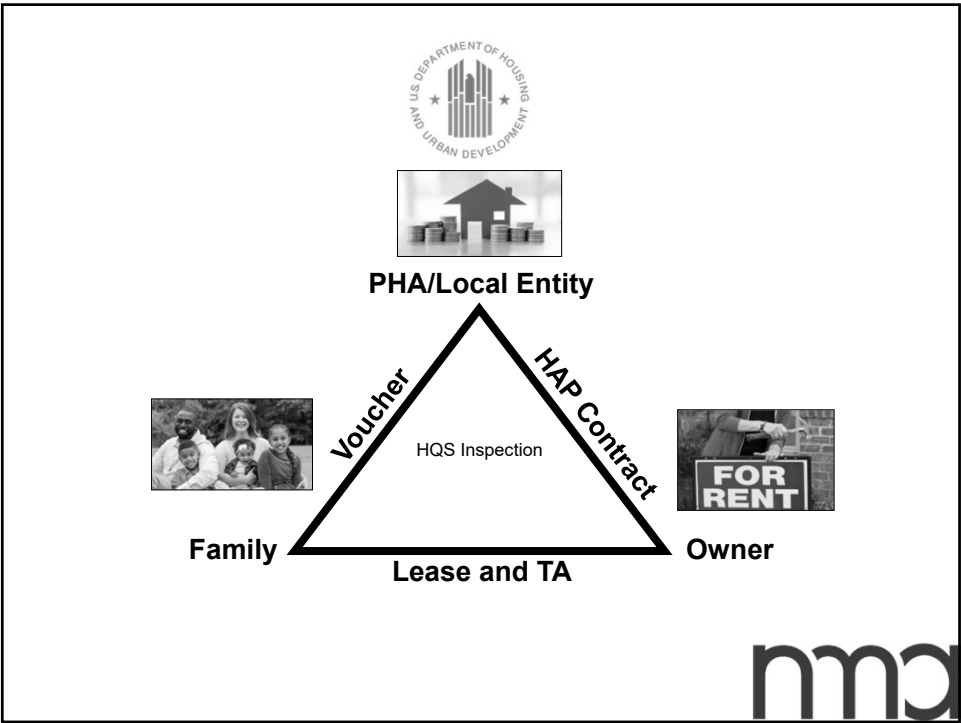 U.S. DEPARTMENT OF HOUSING
AND URBAN DEVELOPMENT
PHA/Local Entity
Voucher
HAP Contract
HQS Inspection
FOR
RENT
Family
Owner
Lease and TA
nma